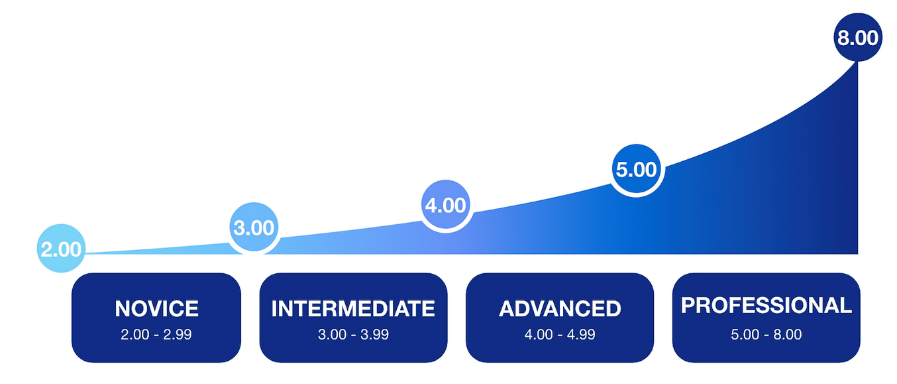 8.00
5.00
4.00
3.00
2.00
NOVICE
2.00 - 2.99
INTERMEDIATE
3.00 - 3.99
ADVANCED
4.00 - 4.99
PROFESSIONAL
5.00 - 8.00